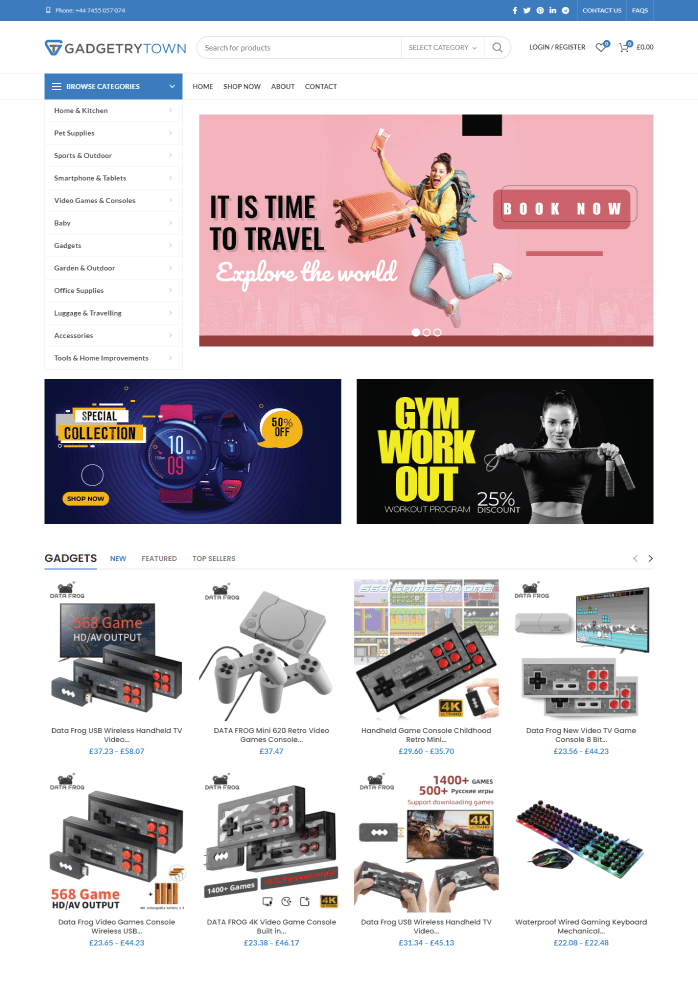 Phone: +44 7455 057 074
CONTACT US
FAQS
GADGETRYTOWN
Search for products
SELECT CATEGORY
LOGIN / REGISTER
0
0
£0.00
BROWSE CATEGORIES
HOME
SHOP NOW
ABOUT
CONTACT
Home & Kitchen
Pet Supplies
Sports & Outdoor
Smartphone & Tablets
Video Games & Consoles
Baby
Gadgets
Garden & Outdoor
Office Supplies
Luggage & Travelling
Accessories
Tools & Home Improvements
IT IS TIME
TO TRAVEL
Explore the world
BOOK NOW
SPECIAL
COLLECTION
SHOP NOW
10
09
50%
OFF
GYM
WORK
OUT
WORKOUT PROGRAM
25%
DISCOUNT
GADGETS
NEW
FEATURED
TOP SELLERS
DATA FROG
568 Game
HD/AV OUTPUT
DATA FROG
568 GAMES IN ONE
4K
DATA FROG
Data Frog USB Wireless Handheld TV
Video...
£37.23 – £58.07
DATA FROG Mini 620 Retro Video
Games Console...
£37.47
Handheld Game Console Childhood
Retro Mini...
£29.60 – £35.70
Data Frog New Video TV Game
Console 8 Bit...
£23.56 – £44.23
DATA FROG
568 Game
HD/AV OUTPUT
DATA FROG
1400+ Games
4K
DATA FROG
1400+ GAMES
500+ Русские игры
Support downloading games
4K
Data Frog Video Games Console
Wireless USB...
£23.65 – £44.23
DATA FROG 4K Video Game Console
Built in...
£23.38 – £46.17
Data Frog USB Wireless Handheld TV
Video...
£31.34 – £45.13
Waterproof Wired Gaming Keyboard
Mechanical...
£22.08 – £22.48